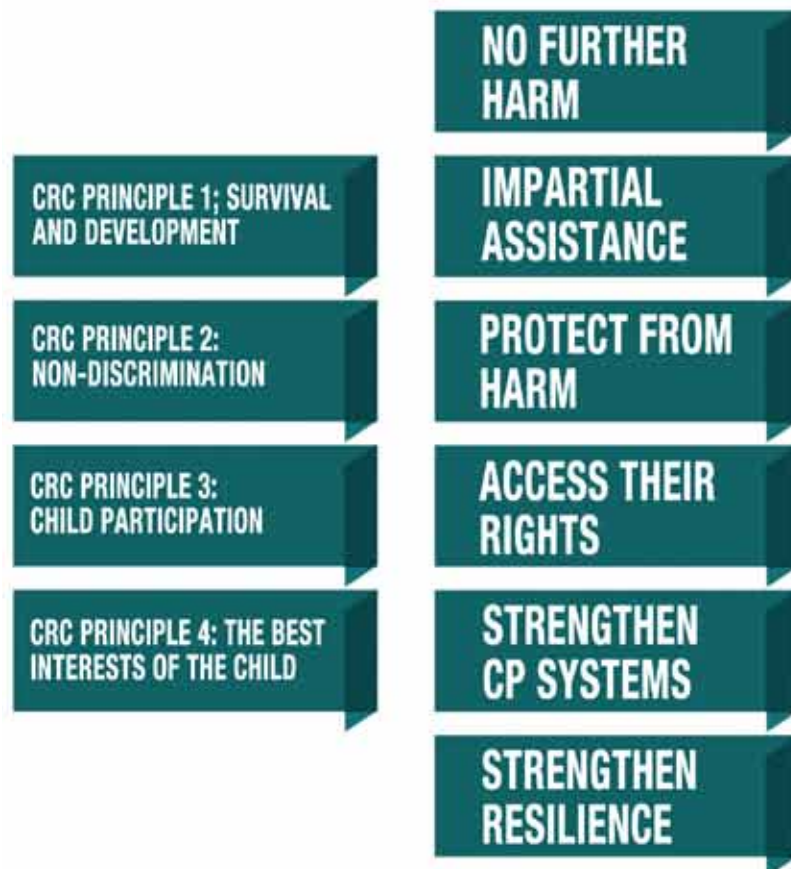 CRC PRINCIPLE 1; SURVIVAL
AND DEVELOPMENT
CRC PRINCIPLE 2:
NON-DISCRIMINATION
CRC PRINCIPLE 3:
CHILD PARTICIPATION
CRC PRINCIPLE 4: THE BEST
INTERESTS OF THE CHILD
NO FURTHER
HARM
IMPARTIAL
ASSISTANCE
PROTECT FROM
HARM
ACCESS THEIR
RIGHTS
STRENGTHEN
CP SYSTEMS
STRENGTHEN
RESILIENCE